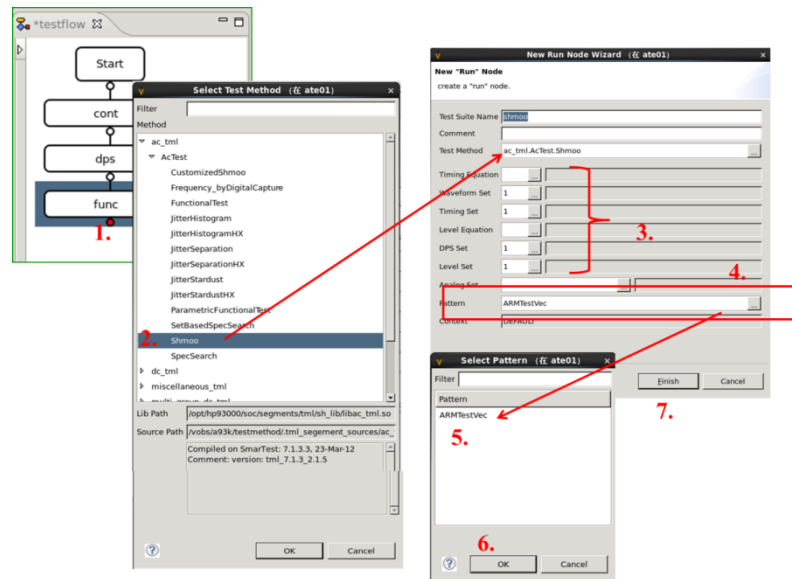 *testflow
Start
cont
dps
func
1.
Select Test Method (在 ate01)
Filter
Method
ac_tml
AcTest
CustomizedShmoo
Frequency_byDigitalCapture
FunctionalTest
JitterHistogram
JitterHistogramHX
JitterSeparation
JitterSeparationHX
JitterStardust
JitterStardustHX
ParametricFunctionalTest
SetBasedSpecSearch
2. Shmoo
SpecSearch
dc_tml
miscellaneous_tml
multi_group_dc_tml
Lib Path /opt/hp93000/soc/segments/tml/sh_lib/libac_tml.so
Source Path /vobs/a93k/testmethod/.tml_segement_sources/ac_
Compiled on SmarTest: 7.1.3.3, 23-Mar-12
Comment: version: tml_7.1.3_2.1.5
OK Cancel
New Run Node Wizard (在 ate01)
New "Run" Node
create a "run" node.
Test Suite Name shmoo
Comment
Test Method ac_tml.AcTest.Shmoo ...
Timing Equation ...
Waveform Set 1 ...
Timing Set 1 ...
3.
Level Equation ...
DPS Set 1 ...
Level Set 1 ...
4.
Analog Set ...
Pattern ARMTestVec ...
Context DEFAULT
Finish Cancel
7.
Select Pattern (在 ate01)
Filter
Pattern
ARMTestVec
5.
6.
OK Cancel